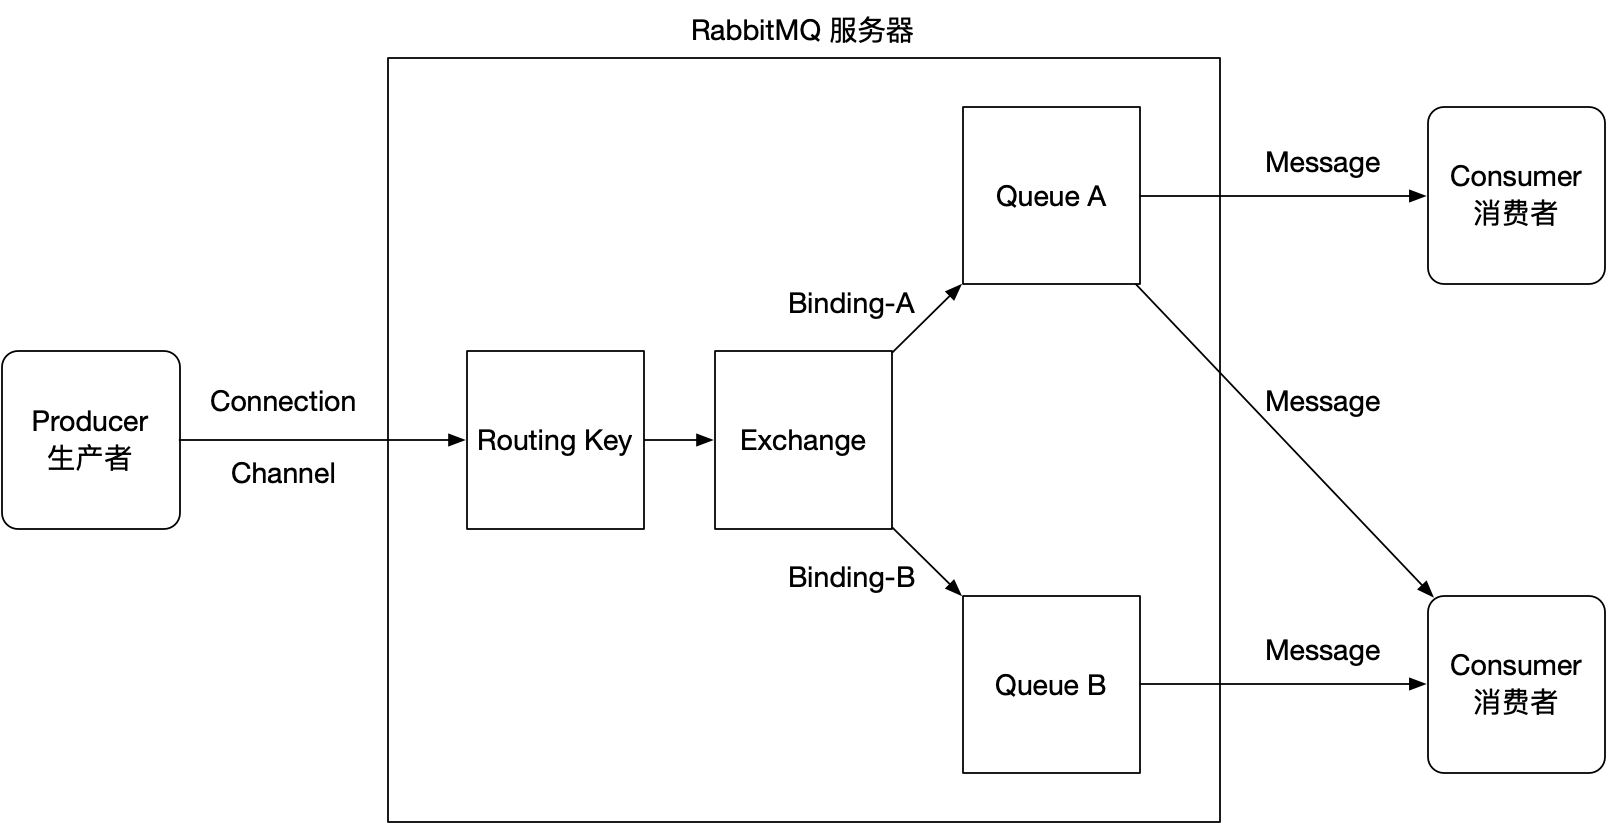 RabbitMQ 服务器
Queue A
Message
Consumer
消费者
Binding-A
Producer
生产者
Connection
Channel
Routing Key
Exchange
Message
Binding-B
Queue B
Message
Consumer
消费者